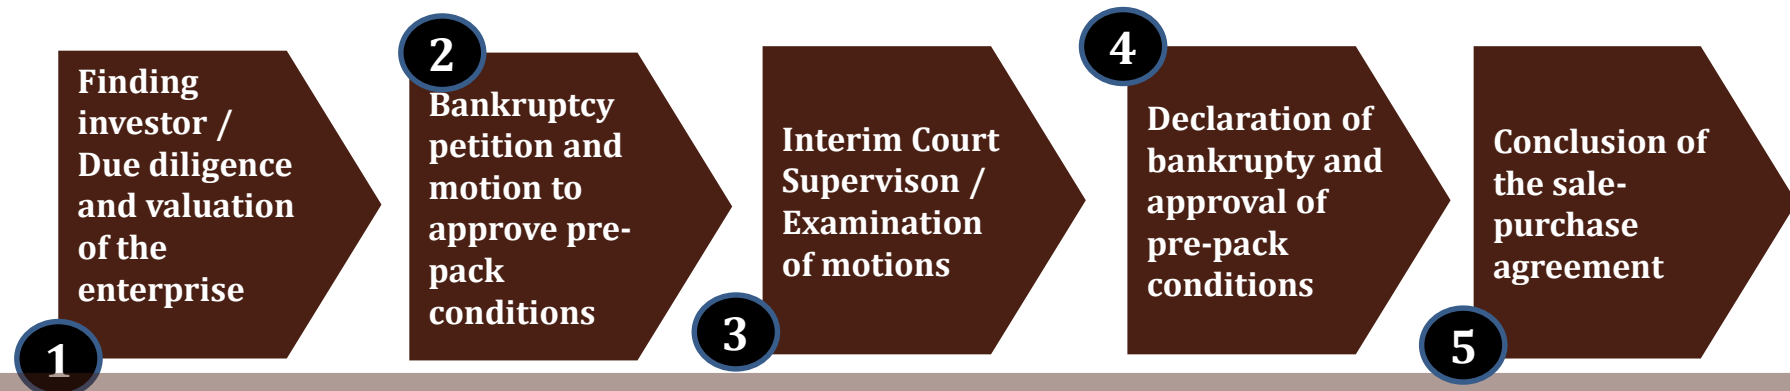 1
Finding
investor /
Due diligence
and valuation
of the
enterprise
2
Bankruptcy
petition and
motion to
approve pre-
pack
conditions
3
Interim Court
Supervison /
Examination
of motions
4
Declaration of
bankrupty and
approval of
pre-pack
conditions
5
Conclusion of
the sale-
purchase
agreement